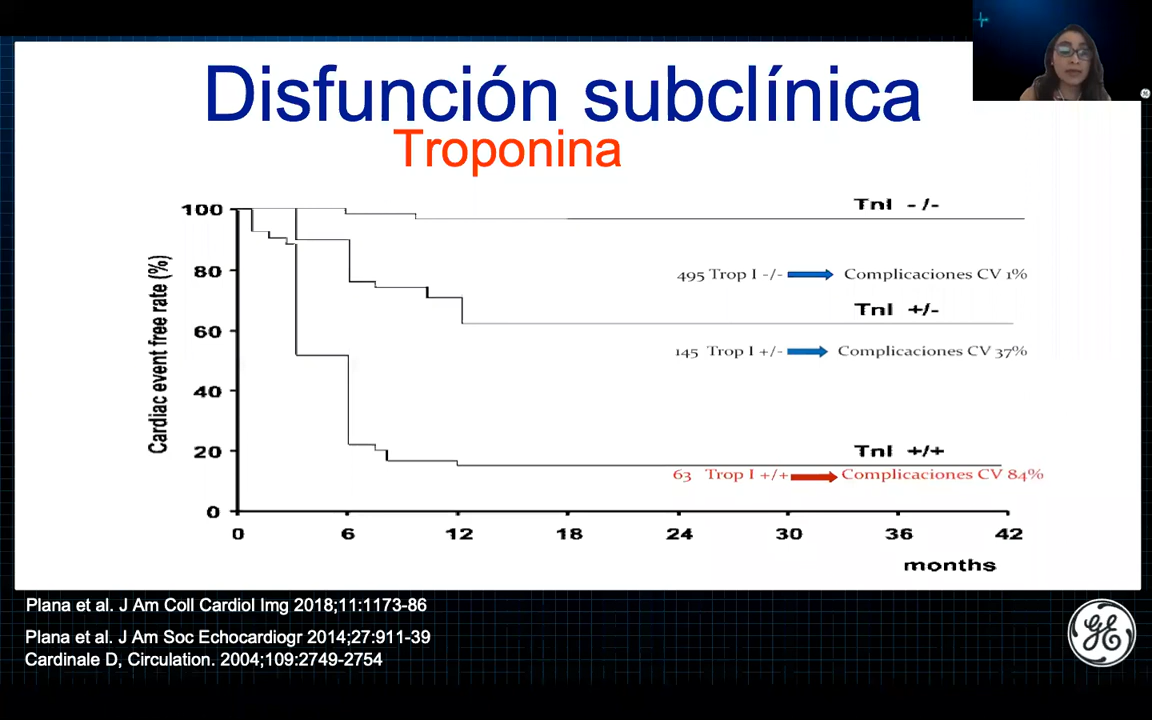 Disfunción subclínica
Troponina
Cardiac event free rate (%)
100
80
60
40
20
0
TnI -/-
495 Trop I -/- Complicaciones CV 1%
TnI +/-
145 Trop I +/- Complicaciones CV 37%
TnI +/+
63 Trop I +/+ Complicaciones CV 84%
0 6 12 18 24 30 36 42
months
Plana et al. J Am Coll Cardiol Img 2018;11:1173-86
Plana et al. J Am Soc Echocardiogr 2014;27:911-39
Cardinale D, Circulation. 2004;109:2749-2754
GE